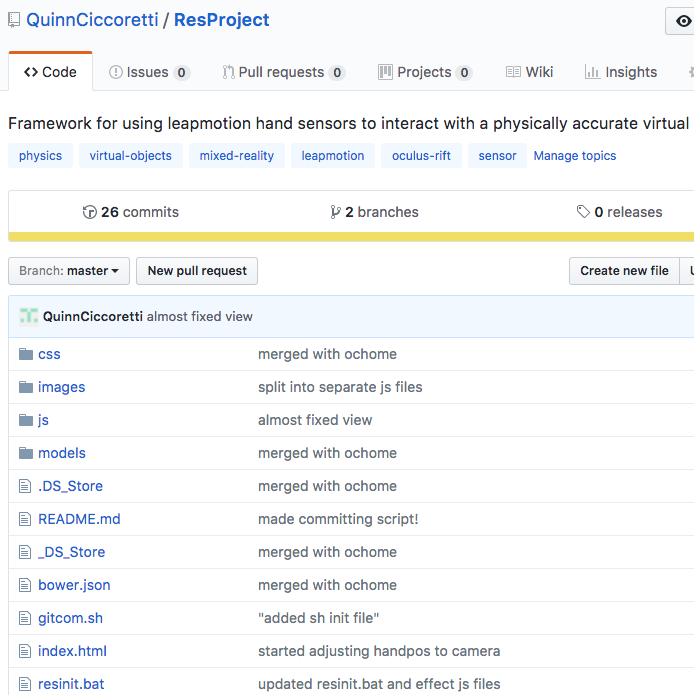 QuinnCiccoretti / ResProject
Code Issues 0 Pull requests 0 Projects 0 Wiki Insights
Framework for using leapmotion hand sensors to interact with a physically accurate virtual
physics virtual-objects mixed-reality leapmotion oculus-rift sensor Manage topics
26 commits 2 branches 0 releases
Branch: master New pull request Create new file
QuinnCiccoretti almost fixed view
css merged with ochome
images split into separate js files
js almost fixed view
models merged with ochome
.DS_Store merged with ochome
README.md made committing script!
_DS_Store merged with ochome
bower.json merged with ochome
gitcom.sh "added sh init file"
index.html started adjusting handpos to camera
resinit.bat updated resinit.bat and effect js files